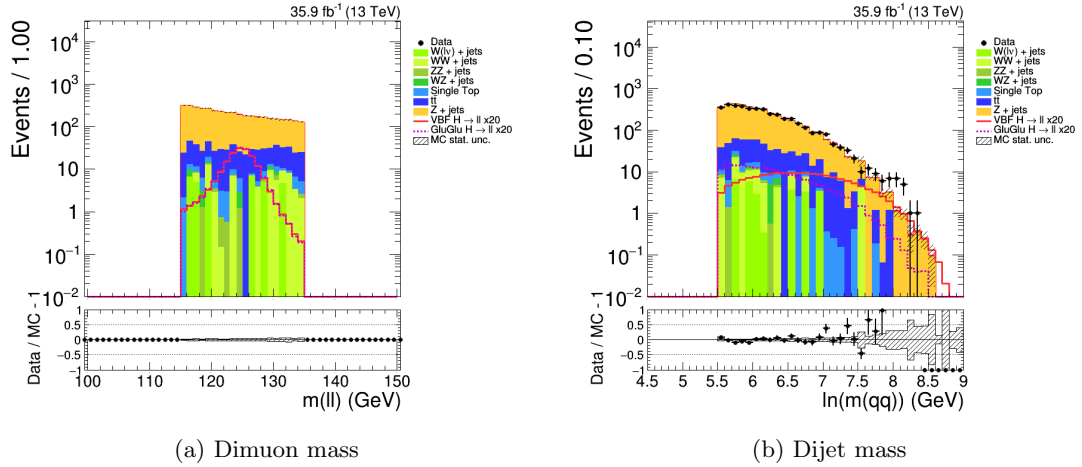 35.9 fb⁻¹ (13 TeV)
Events / 1.00
10⁴
10³
10²
10
1
10⁻¹
10⁻²
Data
W(lν) + jets
WW + jets
ZZ + jets
WZ + jets
Single Top
tt̄
Z + jets
VBF H → ll x20
GluGlu H → ll x20
MC stat. unc.
Data / MC - 1
1
0.5
0
−0.5
−1
100 110 120 130 140 150
m(ll) (GeV)
(a) Dimuon mass
35.9 fb⁻¹ (13 TeV)
Events / 0.10
10⁴
10³
10²
10
1
10⁻¹
10⁻²
Data
W(lν) + jets
WW + jets
ZZ + jets
WZ + jets
Single Top
tt̄
Z + jets
VBF H → ll x20
GluGlu H → ll x20
MC stat. unc.
Data / MC - 1
1
0.5
0
−0.5
−1
4.5 5 5.5 6 6.5 7 7.5 8 8.5 9
ln(m(qq)) (GeV)
(b) Dijet mass